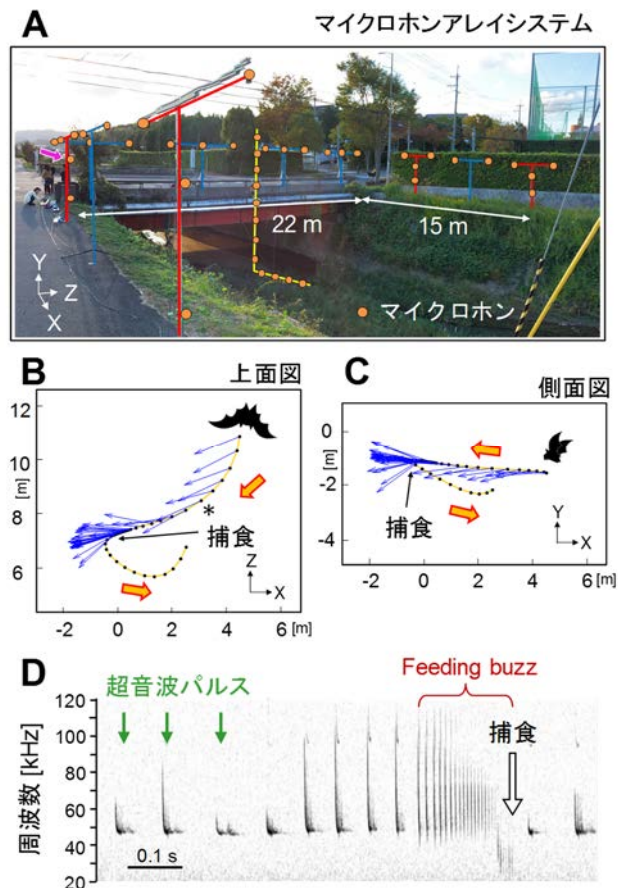 A
マイクロホンアレイシステム
22 m
15 m
Y
Z
X
マイクロホン
B
上面図
12
10
[m]
8
6
*
捕食
Z
X
-2
0
2
4
6 [m]
C
側面図
0
-2
-4
捕食
Y
X
-2
0
2
4
6 [m]
D
Feeding buzz
超音波パルス
捕食
周波数 [kHz]
120
100
80
60
40
20
0.1 s